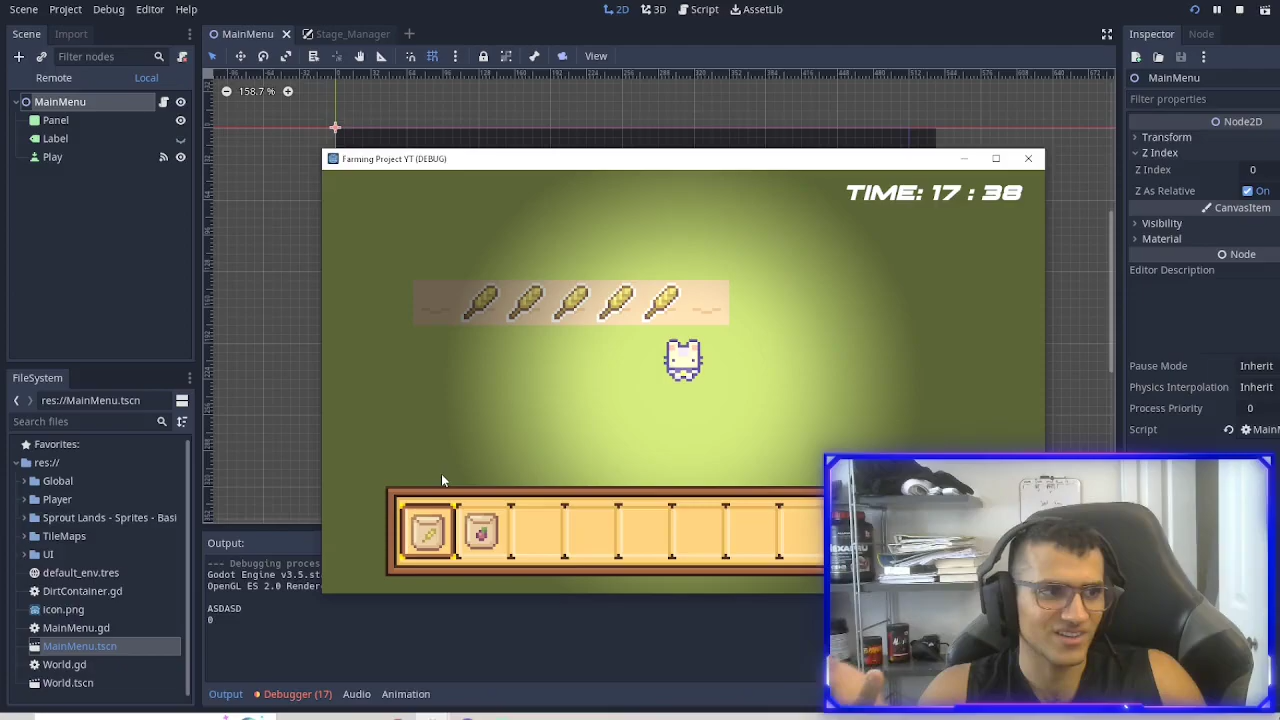 Scene Project Debug Editor Help
2D 3D Script AssetLib
Scene Import
Filter nodes
Remote Local
MainMenu
Panel
Label
Play
FileSystem
res://MainMenu.tscn
Search files
Favorites:
res://
Global
Player
Sprout Lands - Sprites - Basi
TileMaps
UI
default_env.tres
DirtContainer.gd
icon.png
MainMenu.gd
MainMenu.tscn
World.gd
World.tscn
MainMenu Stage_Manager
View
158.7 %
Farming Project YT (DEBUG)
TIME: 17 : 38
Output:
--- Debugging proces
Godot Engine v3.5.st
OpenGL ES 2.0 Render
ASDASD
0
Output Debugger (17) Audio Animation
Inspector Node
MainMenu
Filter properties
Node2D
Transform
Z Index
Z Index 0
Z As Relative On
CanvasItem
Visibility
Material
Node
Editor Description
Pause Mode Inherit
Physics Interpolation Inherit
Process Priority 0
Script MainM